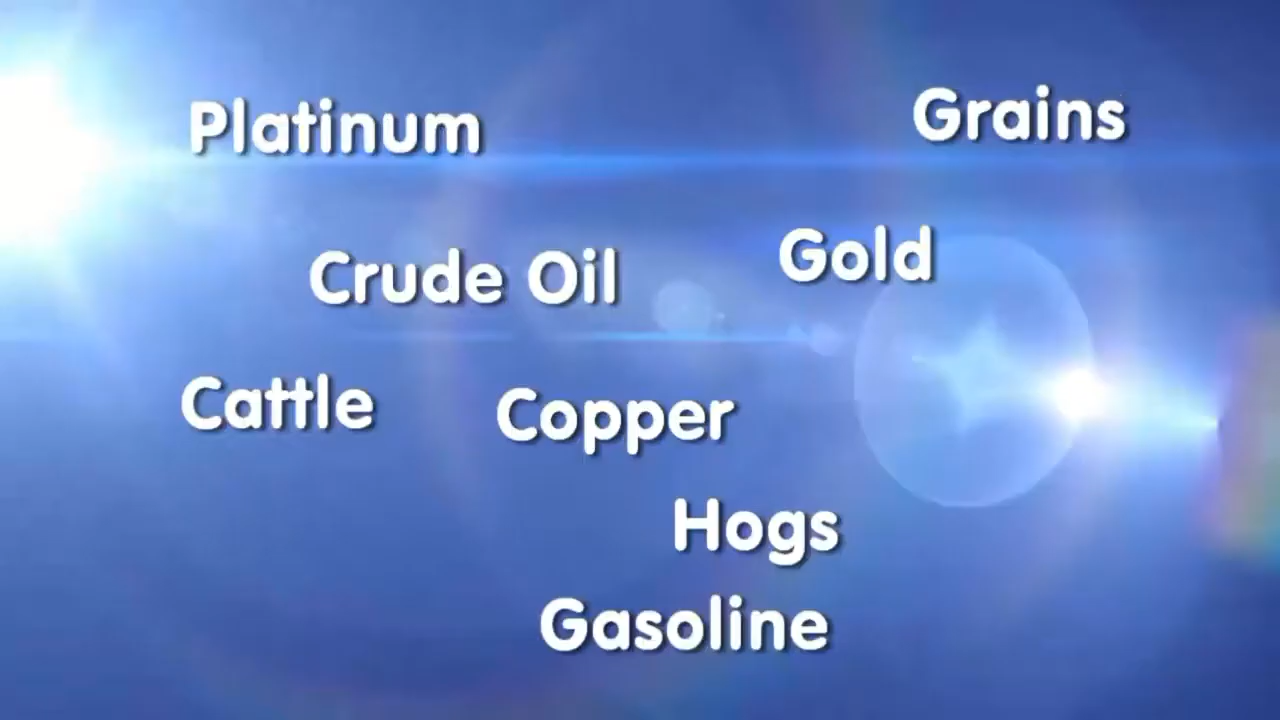 Platinum
Grains
Crude Oil
Gold
Cattle
Copper
Hogs
Gasoline